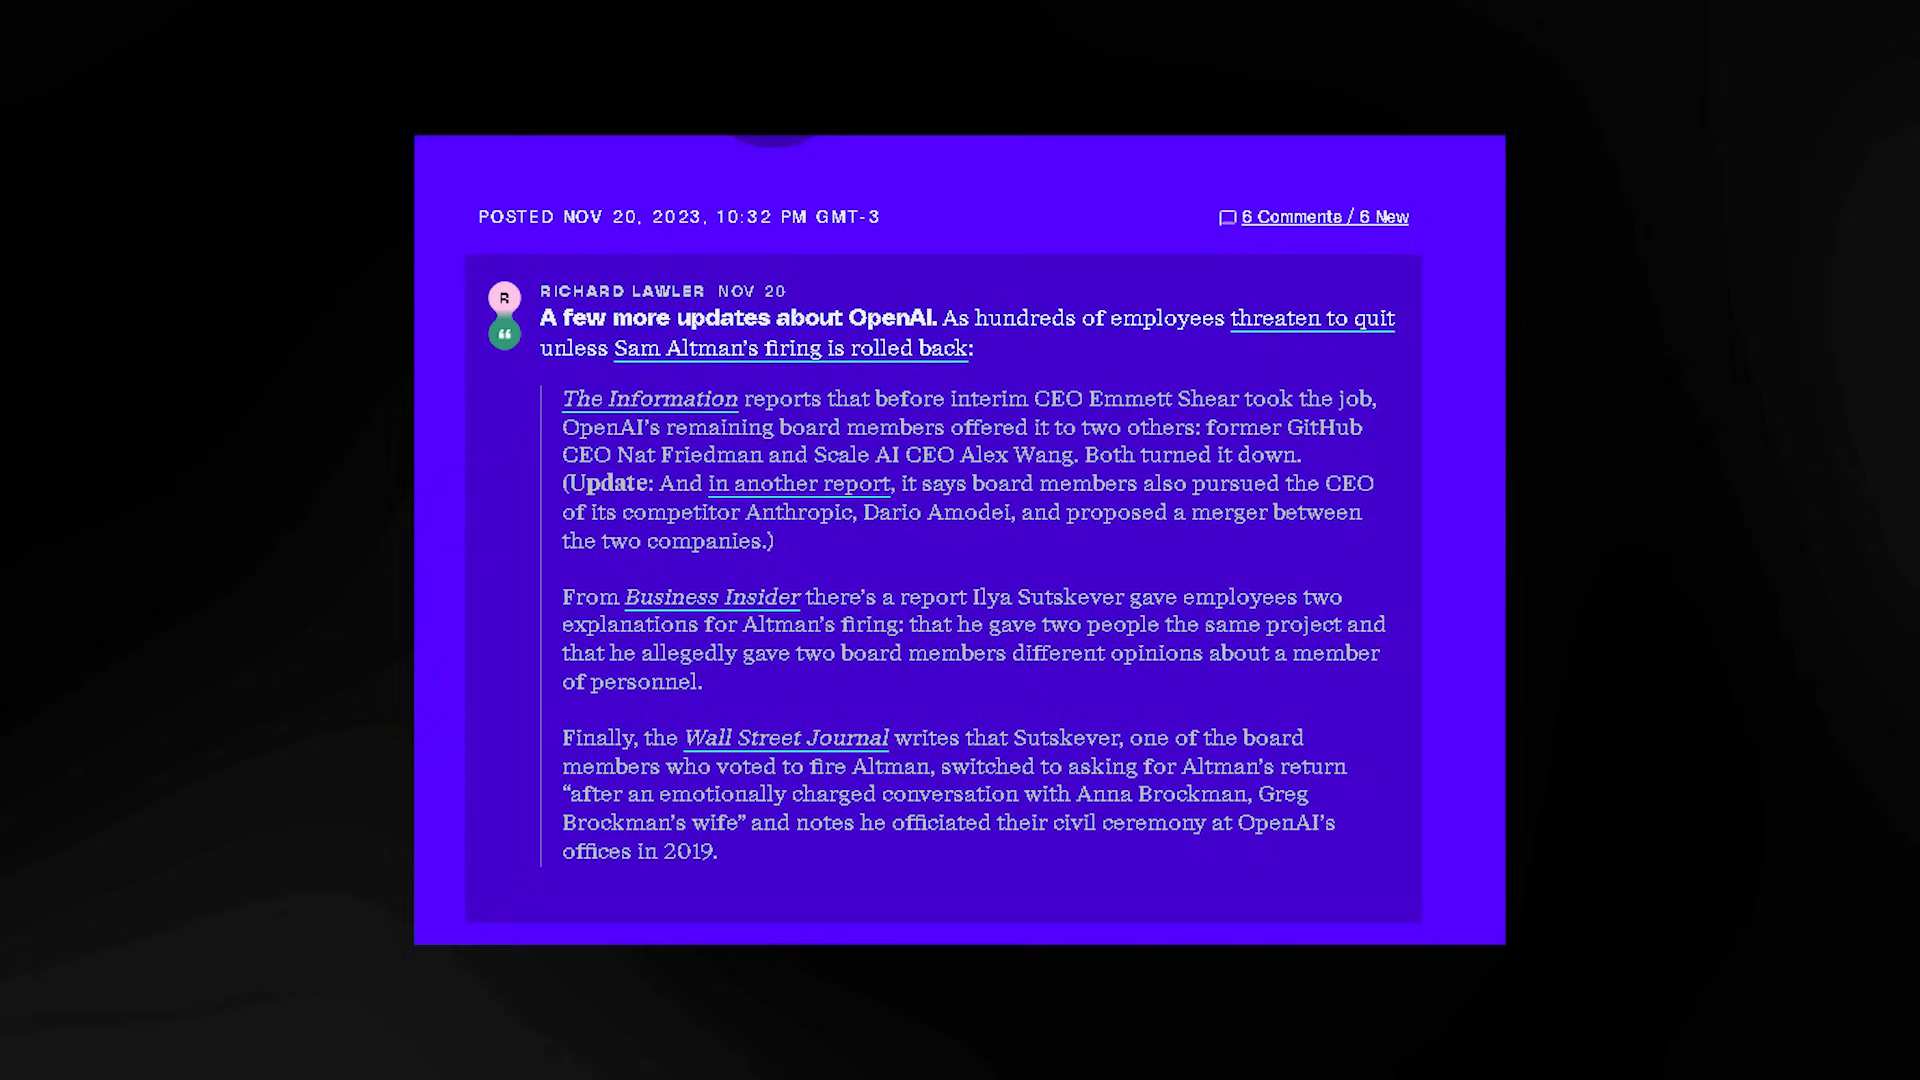 POSTED NOV 20, 2023, 10:32 PM GMT-3
6 Comments / 6 New
R
RICHARD LAWLER NOV 20
“
A few more updates about OpenAI. As hundreds of employees threaten to quit
unless Sam Altman’s firing is rolled back:
The Information reports that before interim CEO Emmett Shear took the job,
OpenAI’s remaining board members offered it to two others: former GitHub
CEO Nat Friedman and Scale AI CEO Alex Wang. Both turned it down.
(Update: And in another report, it says board members also pursued the CEO
of its competitor Anthropic, Dario Amodei, and proposed a merger between
the two companies.)
From Business Insider there’s a report Ilya Sutskever gave employees two
explanations for Altman’s firing: that he gave two people the same project and
that he allegedly gave two board members different opinions about a member
of personnel.
Finally, the Wall Street Journal writes that Sutskever, one of the board
members who voted to fire Altman, switched to asking for Altman’s return
“after an emotionally charged conversation with Anna Brockman, Greg
Brockman’s wife” and notes he officiated their civil ceremony at OpenAI’s
offices in 2019.